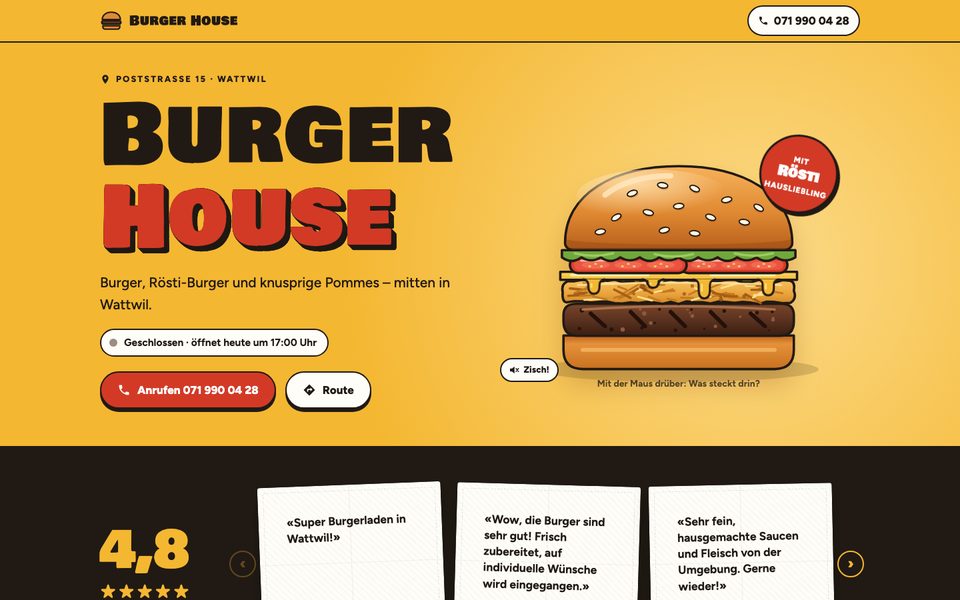 BURGER HOUSE
071 990 04 28
POSTSTRASSE 15 · WATTWIL
BURGER
HOUSE
Burger, Rösti-Burger und knusprige Pommes – mitten in
Wattwil.
Geschlossen · öffnet heute um 17:00 Uhr
Anrufen 071 990 04 28
Route
MIT
RÖSTI
HAUSLIEBLING
Zisch!
Mit der Maus drüber: Was steckt drin?
4,8
«Super Burgerladen in
Wattwil!»
«Wow, die Burger sind
sehr gut! Frisch
zubereitet, auf
individuelle Wünsche
wird eingegangen.»
«Sehr fein,
hausgemachte Saucen
und Fleisch von der
Umgebung. Gerne
wieder!»